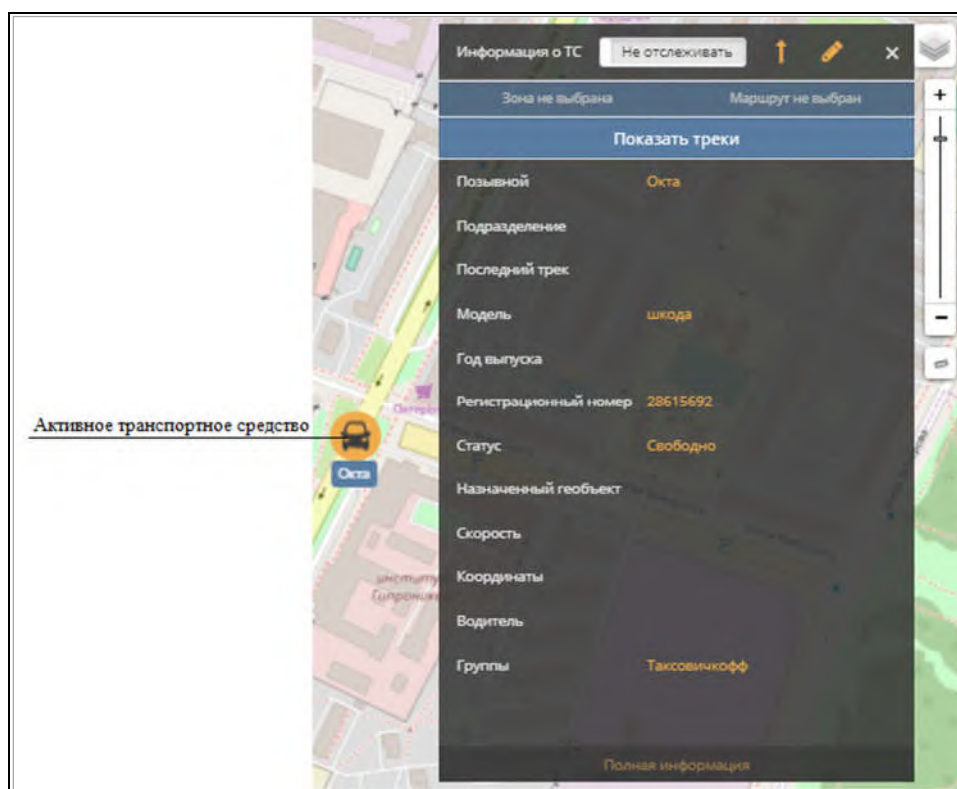 Информация о ТС Не отслеживать
Зона не выбрана Маршрут не выбран
Показать треки
Позывной Окта
Подразделение
Последний трек
Модель шкода
Год выпуска
Регистрационный номер 28615692
Активное транспортное средство
Статус Свободно
Окта
Назначенный геобъект
Скорость
Координаты
Водитель
Группы Таксовичкофф
Полная информация